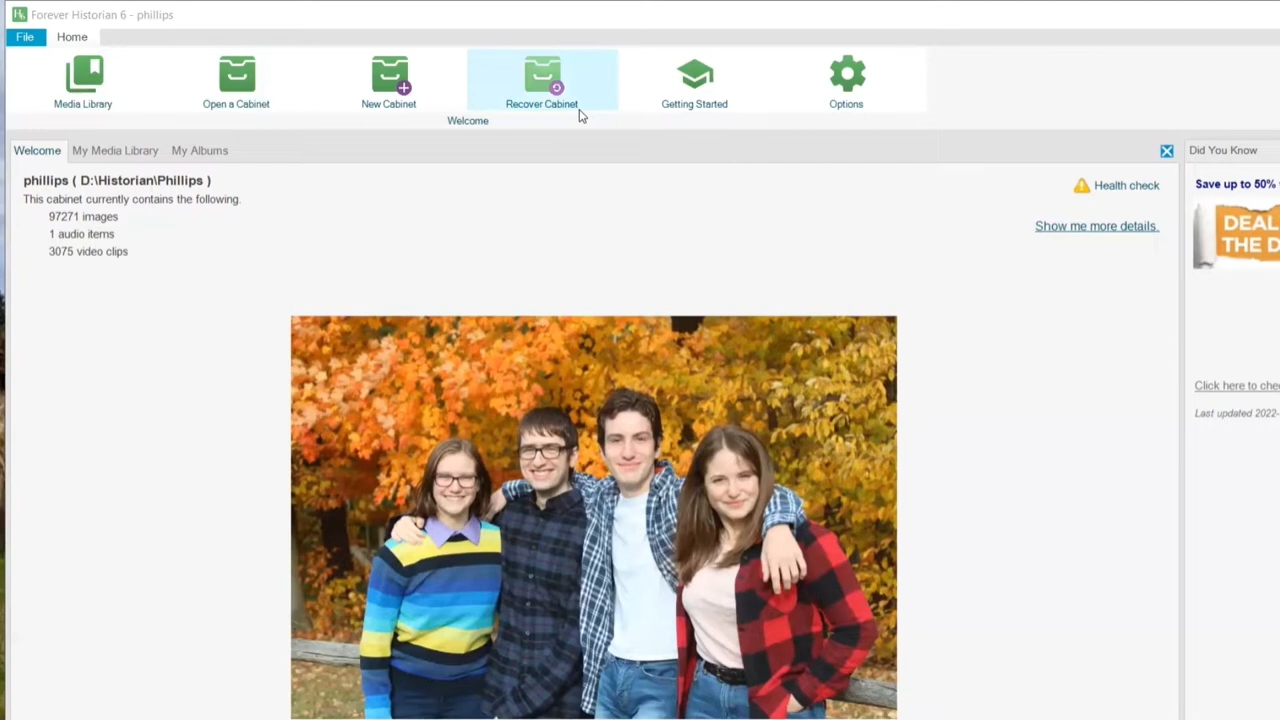 Forever Historian 6 - phillips
File Home
Media Library Open a Cabinet New Cabinet Recover Cabinet Getting Started Options
Welcome
Welcome My Media Library My Albums
Did You Know
phillips ( D:\Historian\Phillips )
This cabinet currently contains the following.
97271 images
1 audio items
3075 video clips
Health check
Show me more details.
Save up to 50%
DEAL
THE D
Click here to che
Last updated 2022-